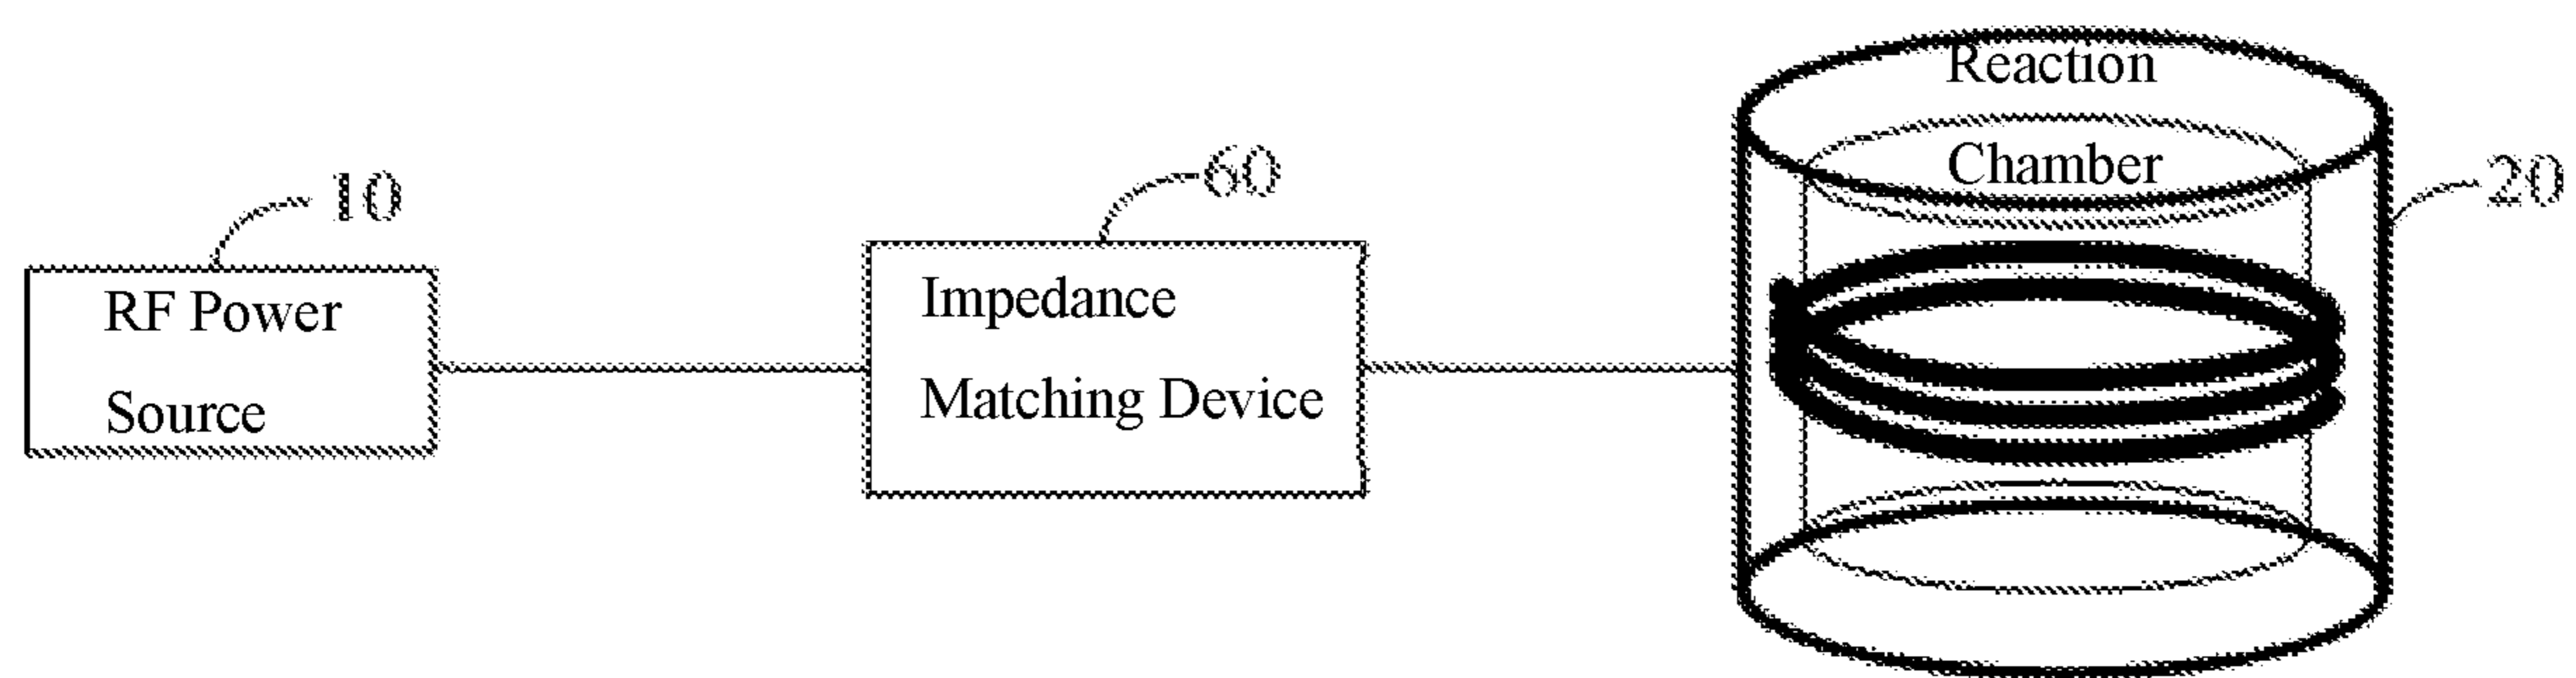 10
60
20
RF Power
Source
Impedance
Matching Device
Reaction
Chamber